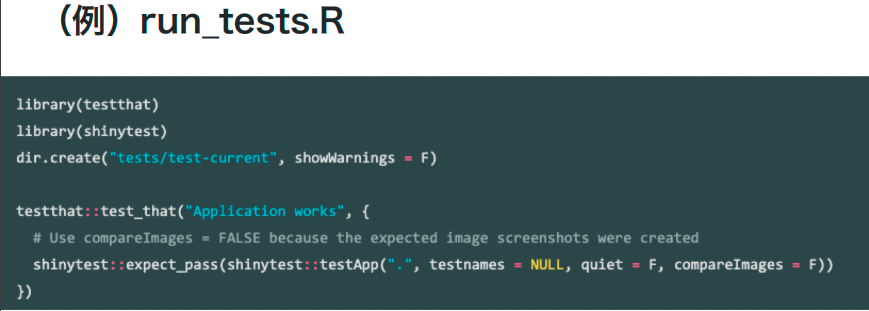 （例）run_tests.R
library(testthat)
library(shinytest)
dir.create("tests/test-current", showWarnings = F)
testthat::test_that("Application works", {
# Use compareImages = FALSE because the expected image screenshots were created
shinytest::expect_pass(shinytest::testApp(".", testnames = NULL, quiet = F, compareImages = F))
})